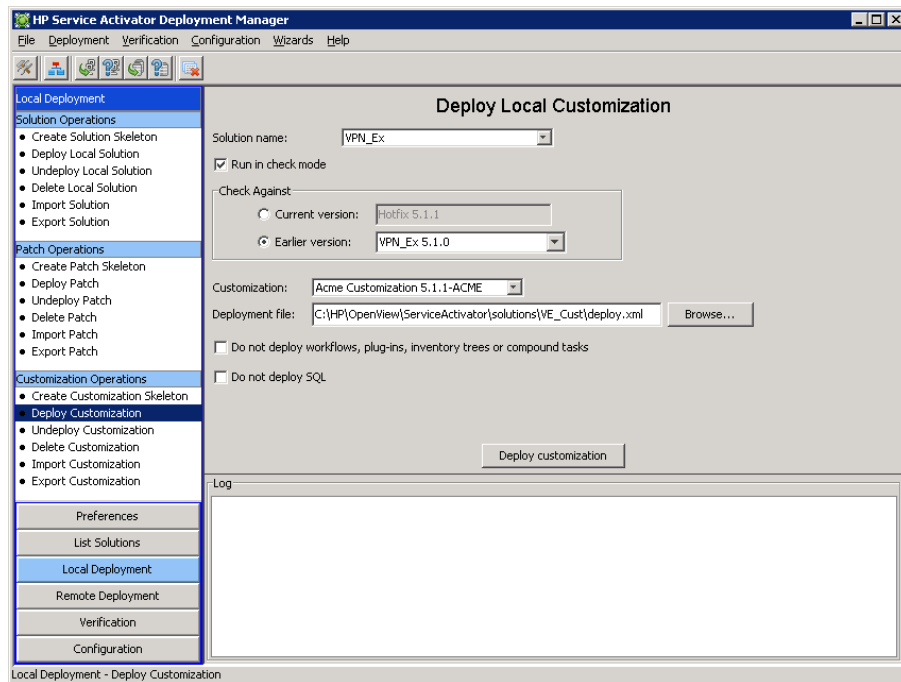 HP Service Activator Deployment Manager
File Deployment Verification Configuration Wizards Help
Local Deployment
Solution Operations
Create Solution Skeleton
Deploy Local Solution
Undeploy Local Solution
Delete Local Solution
Import Solution
Export Solution
Patch Operations
Create Patch Skeleton
Deploy Patch
Undeploy Patch
Delete Patch
Import Patch
Export Patch
Customization Operations
Create Customization Skeleton
Deploy Customization
Undeploy Customization
Delete Customization
Import Customization
Export Customization
Preferences
List Solutions
Local Deployment
Remote Deployment
Verification
Configuration
Deploy Local Customization
Solution name: VPN_Ex
Run in check mode
Check Against
Current version: Hotfix 5.1.1
Earlier version: VPN_Ex 5.1.0
Customization: Acme Customization 5.1.1-ACME
Deployment file: C:\HP\OpenView\ServiceActivator\solutions\VE_Cust\deploy.xml Browse...
Do not deploy workflows, plug-ins, inventory trees or compound tasks
Do not deploy SQL
Deploy customization
Log
Local Deployment - Deploy Customization